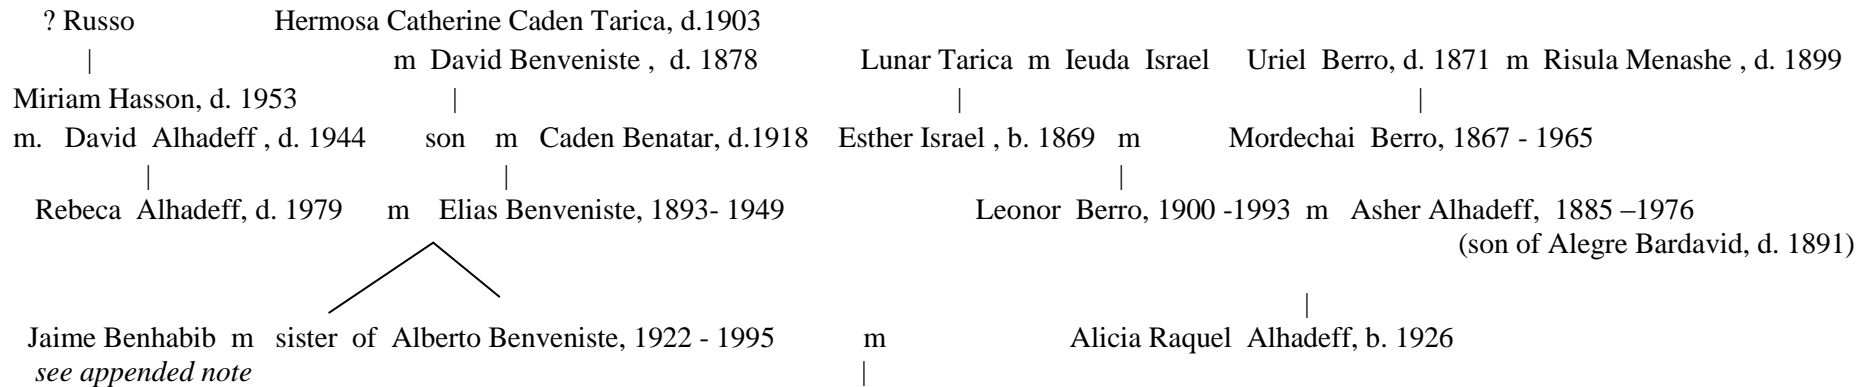 ? Russo Hermosa Catherine Caden Tarica, d.1903
| m David Benveniste , d. 1878 Lunar Tarica m Ieuda Israel Uriel Berro, d. 1871 m Risula Menashe , d. 1899
Miriam Hasson, d. 1953 | | |
m. David Alhadeff , d. 1944 son m Caden Benatar, d.1918 Esther Israel , b. 1869 m Mordechai Berro, 1867 - 1965
| | |
Rebeca Alhadeff, d. 1979 m Elias Benveniste, 1893- 1949 Leonor Berro, 1900 -1993 m Asher Alhadeff, 1885 –1976
(son of Alegre Bardavid, d. 1891)
|
Jaime Benhabib m sister of Alberto Benveniste, 1922 - 1995 m Alicia Raquel Alhadeff, b. 1926
see appended note |